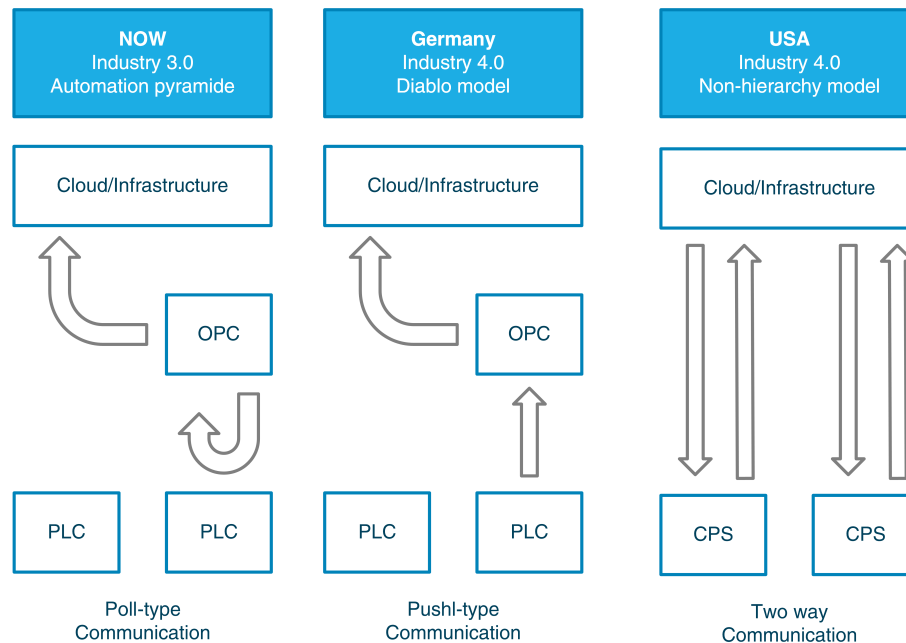 NOW
Industry 3.0
Automation pyramide
Germany
Industry 4.0
Diablo model
USA
Industry 4.0
Non-hierarchy model
Cloud/Infrastructure
Cloud/Infrastructure
Cloud/Infrastructure
OPC
OPC
PLC
PLC
PLC
PLC
CPS
CPS
Poll-type
Communication
Pushl-type
Communication
Two way
Communication